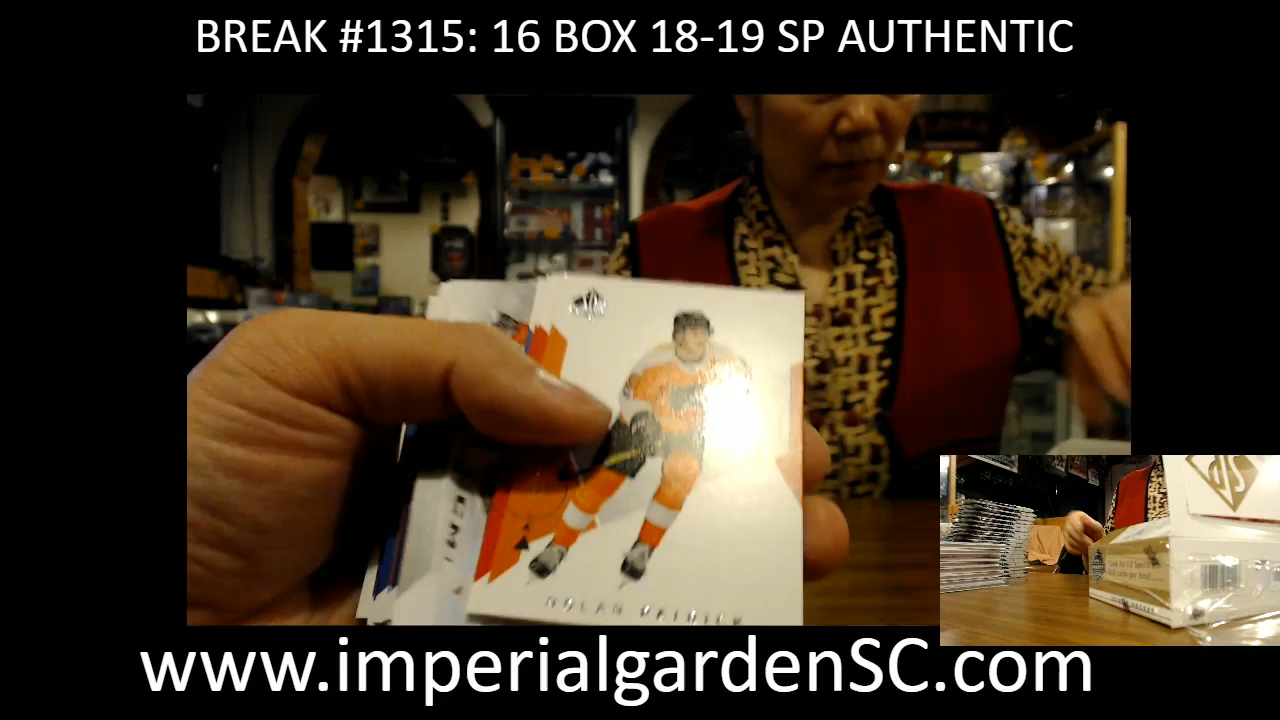 BREAK #1315: 16 BOX 18-19 SP AUTHENTIC
NOLAN PATRICK
www.imperialgardenSC.com